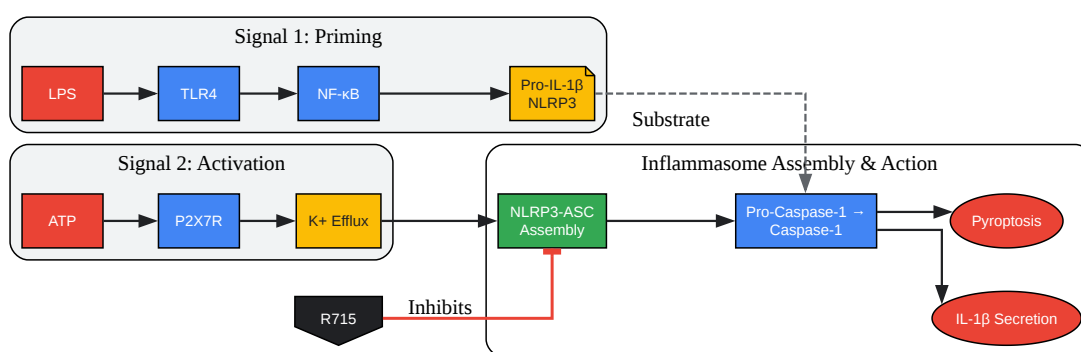 Signal 1: Priming
LPS
TLR4
NF-κB
Pro-IL-1β
NLRP3
Substrate
Signal 2: Activation
ATP
P2X7R
K+ Efflux
Inflammasome Assembly & Action
NLRP3-ASC
Assembly
Pro-Caspase-1 →
Caspase-1
Pyroptosis
R715
Inhibits
IL-1β Secretion